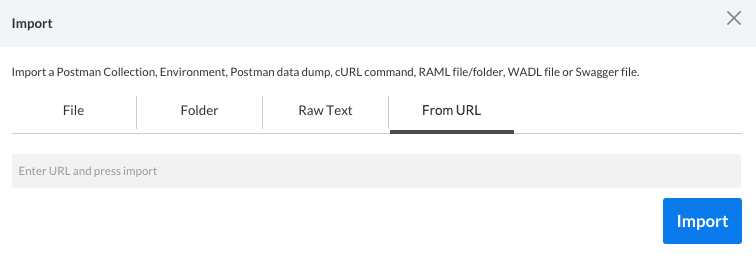 Import
Import a Postman Collection, Environment, Postman data dump, cURL command, RAML file/folder, WADL file or Swagger file.
File Folder Raw Text From URL
Enter URL and press import
Import